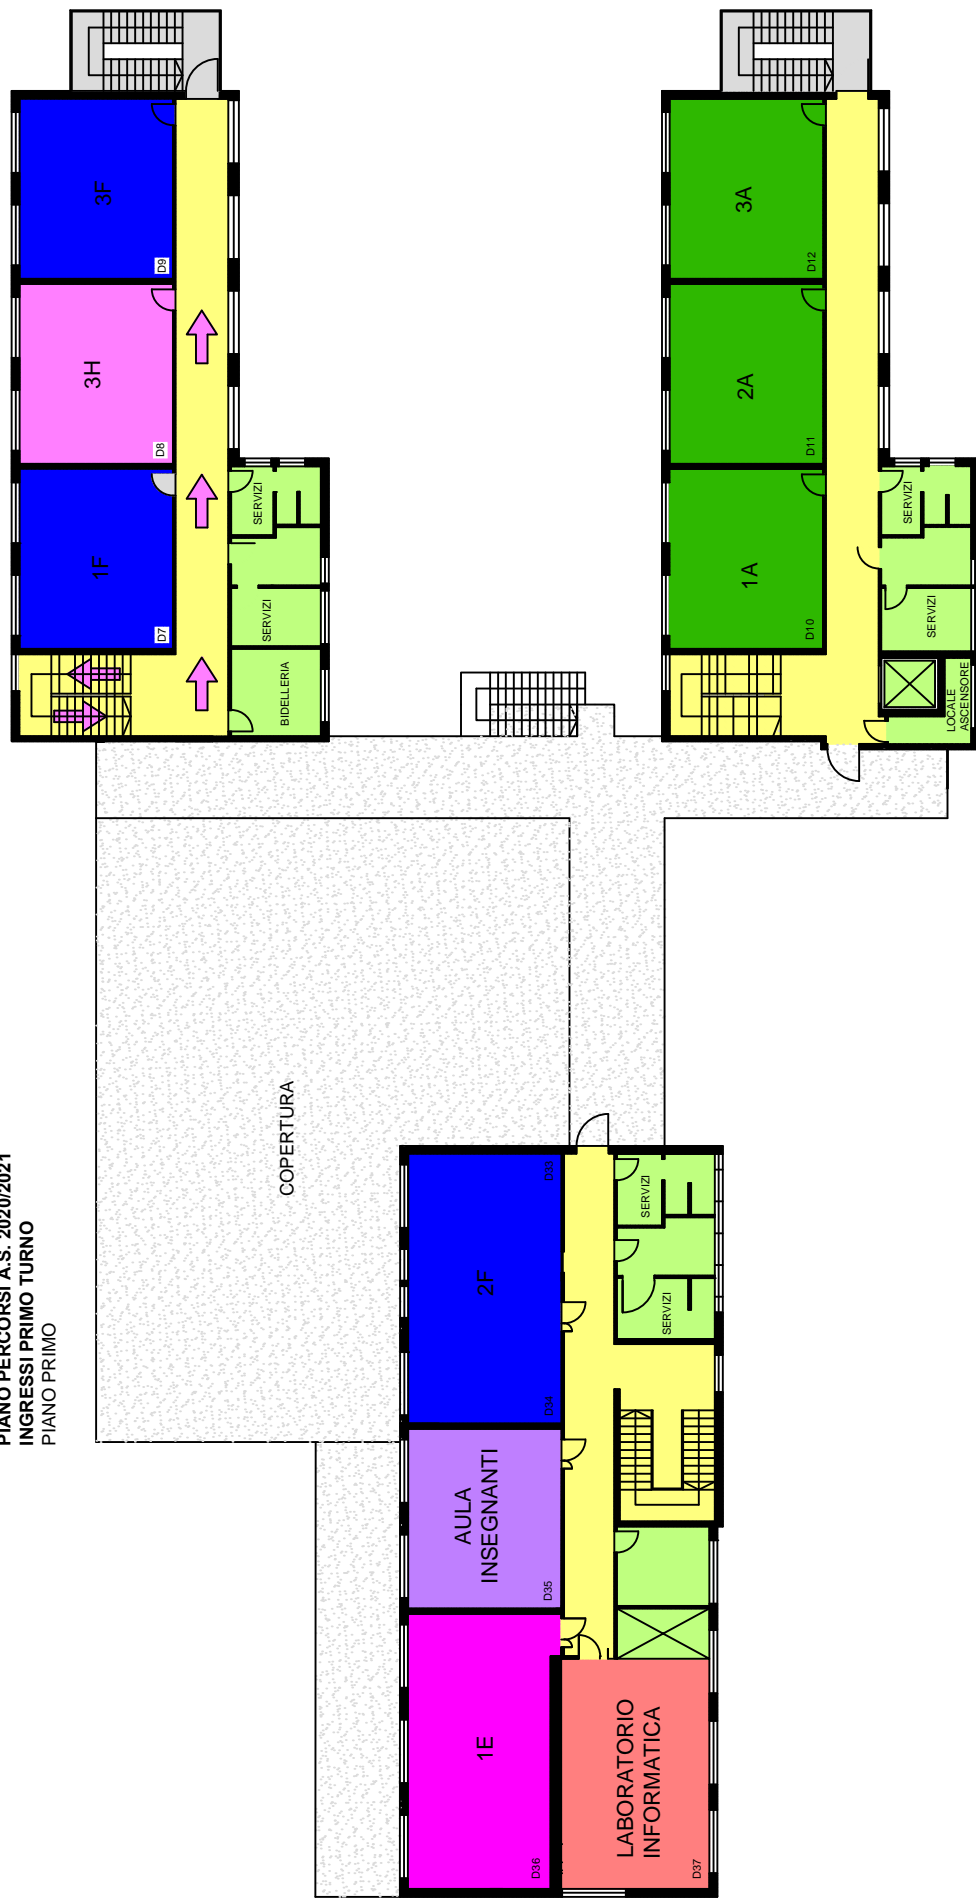 PIANO PERCORSI A.S. 2020/2021
INGRESSI PRIMO TURNO
PIANO PRIMO
3F
D9
3H
D8
1F
D7
SERVIZI
SERVIZI
BIDELLERIA
3A
D12
2A
D11
1A
D10
SERVIZI
SERVIZI
LOCALE
ASCENSORE
COPERTURA
D33
2F
D34
SERVIZI
SERVIZI
AULA
INSEGNANTI
D35
1E
D36
LABORATORIO
INFORMATICA
D37